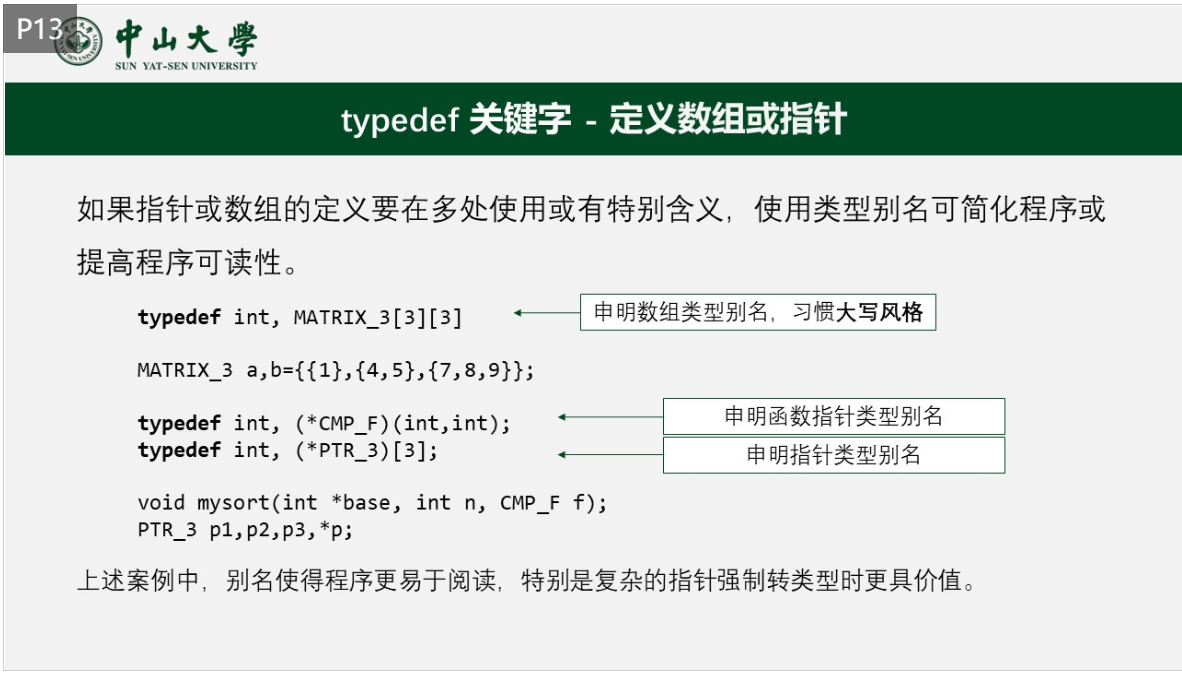 P13
中山大學
SUN YAT-SEN UNIVERSITY
typedef 关键字 - 定义数组或指针
如果指针或数组的定义要在多处使用或有特别含义，使用类型别名可简化程序或
提高程序可读性。
typedef int, MATRIX_3[3][3]
申明数组类型别名，习惯大写风格
MATRIX_3 a,b={{1},{4,5},{7,8,9}};
typedef int, (*CMP_F)(int,int);
申明函数指针类型别名
typedef int, (*PTR_3)[3];
申明指针类型别名
void mysort(int *base, int n, CMP_F f);
PTR_3 p1,p2,p3,*p;
上述案例中，别名使得程序更易于阅读，特别是复杂的指针强制转类型时更具价值。